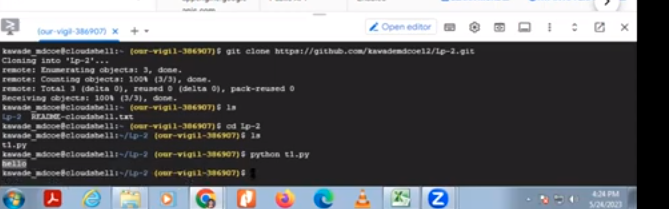 (our-vigil-386907) × + ▾
Open editor
kawade_mdcoe@cloudshell:~ (our-vigil-386907)$ git clone https://github.com/kawademdcoe12/Lp-2.git
Cloning into 'Lp-2'...
remote: Enumerating objects: 3, done.
remote: Counting objects: 100% (3/3), done.
remote: Total 3 (delta 0), reused 0 (delta 0), pack-reused 0
Receiving objects: 100% (3/3), done.
kawade_mdcoe@cloudshell:~ (our-vigil-386907)$ ls
Lp-2 README-cloudshell.txt
kawade_mdcoe@cloudshell:~ (our-vigil-386907)$ cd Lp-2
kawade_mdcoe@cloudshell:~/Lp-2 (our-vigil-386907)$ ls
t1.py
kawade_mdcoe@cloudshell:~/Lp-2 (our-vigil-386907)$ python t1.py
hello
kawade_mdcoe@cloudshell:~/Lp-2 (our-vigil-386907)$
4:24 PM
5/24/2023